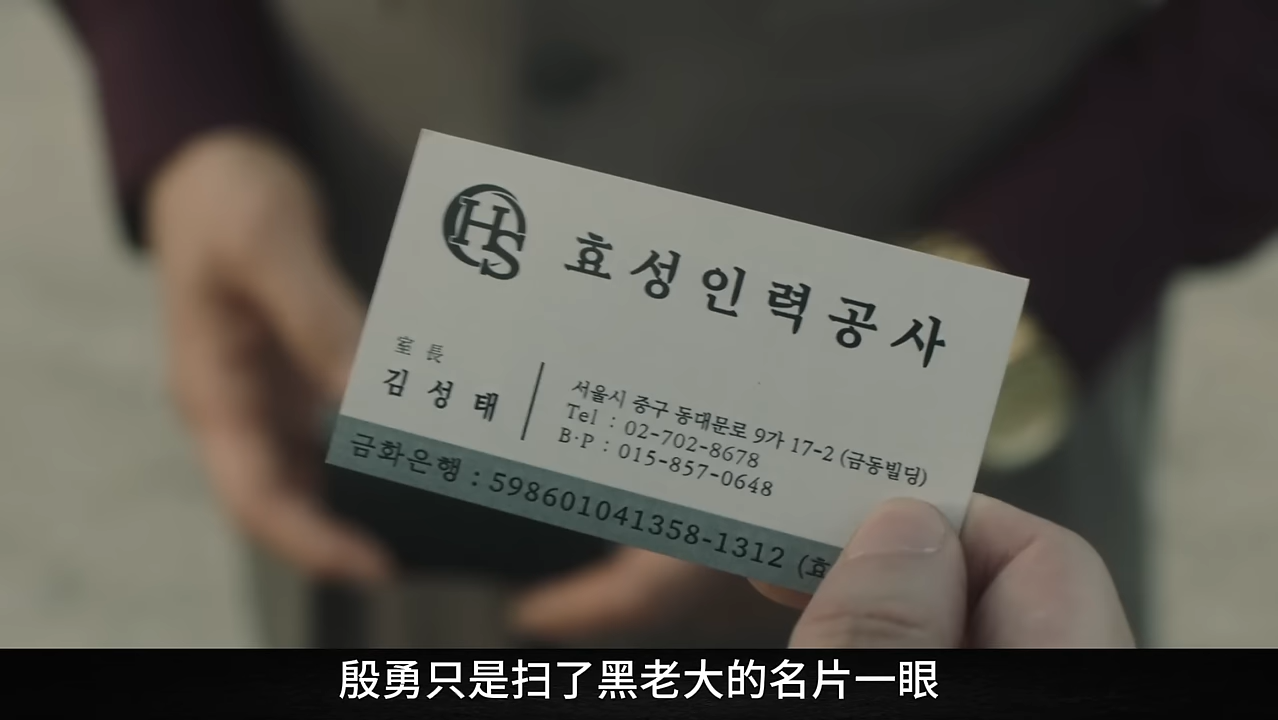 HS
효성인력공사
室長
김성태
서울시 중구 동대문로 9가 17-2 (금동빌딩)
Tel : 02-702-8678
B·P : 015-857-0648
금화은행 : 598601041358-1312 (효
殷勇只是扫了黑老大的名片一眼